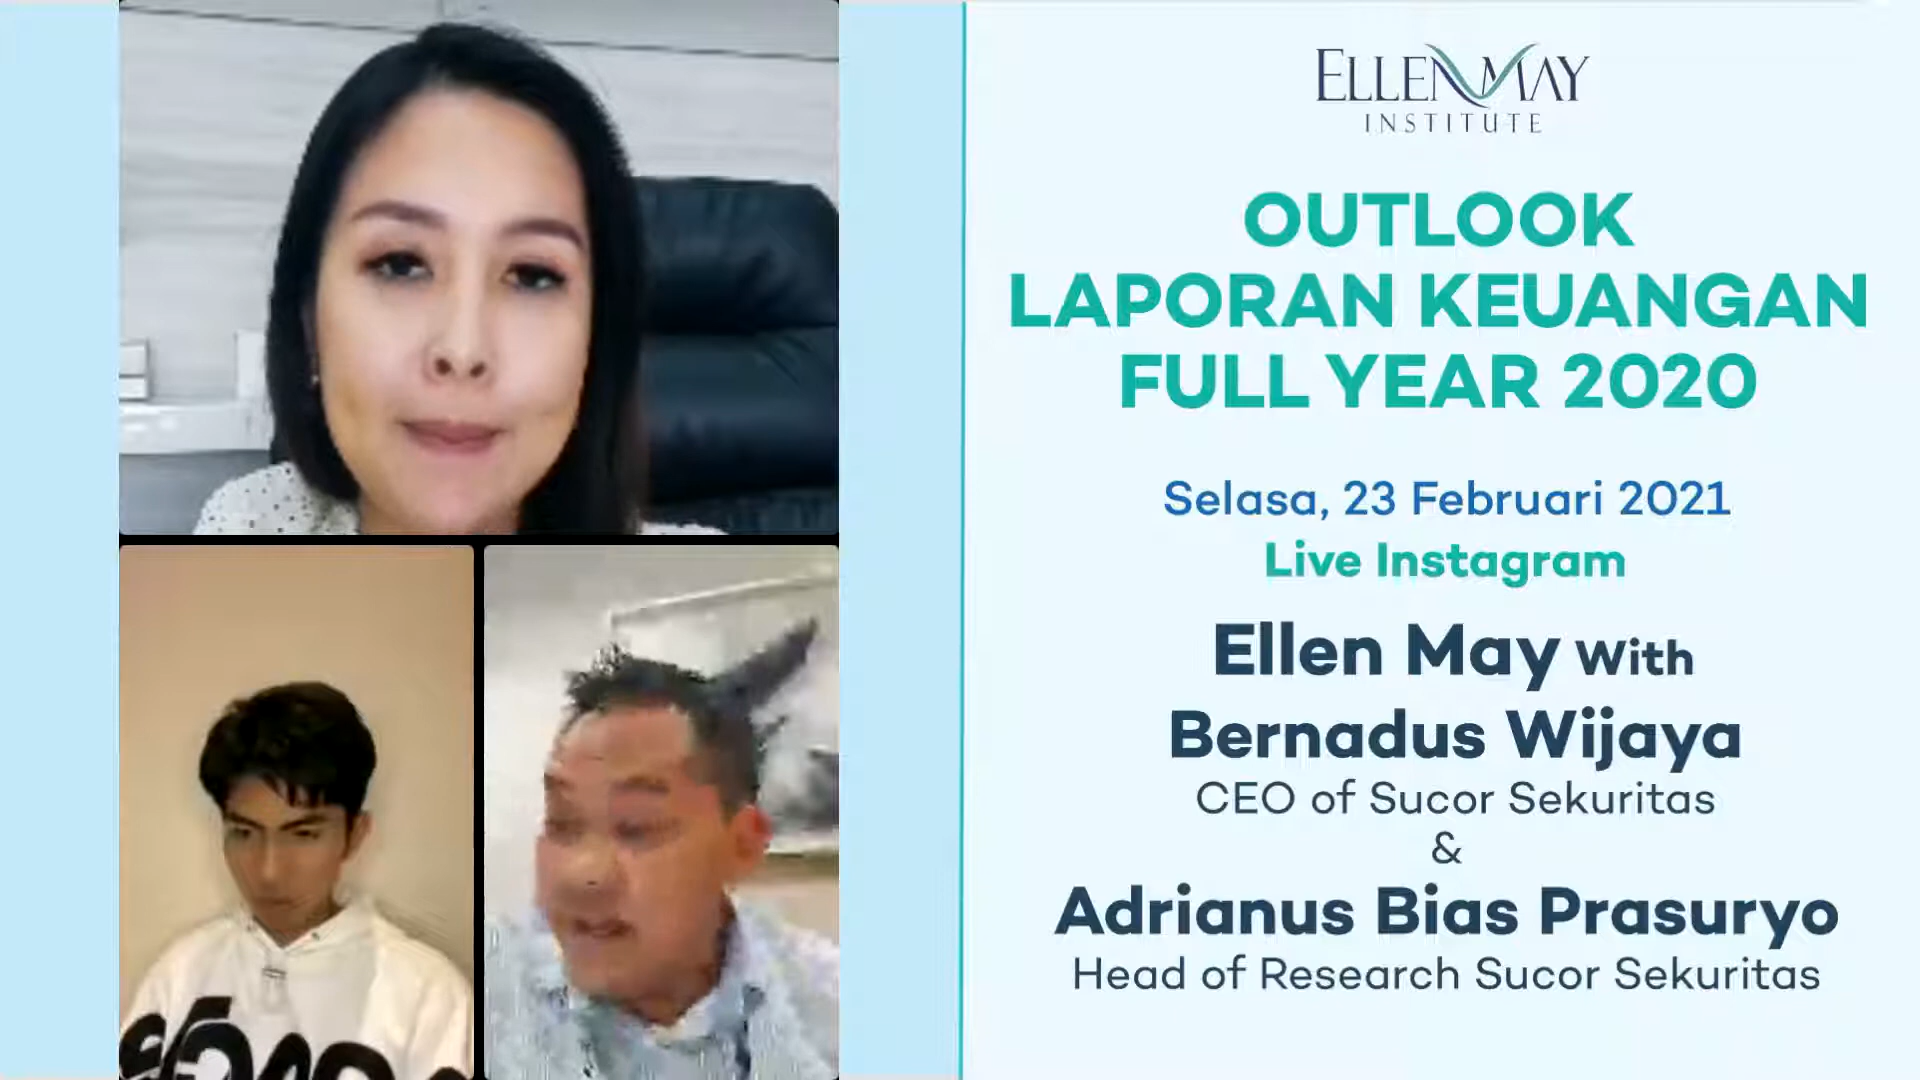 ELLEN MAY
INSTITUTE
OUTLOOK
LAPORAN KEUANGAN
FULL YEAR 2020
Selasa, 23 Februari 2021
Live Instagram
Ellen May With
Bernadus Wijaya
CEO of Sucor Sekuritas
&
Adrianus Bias Prasuryo
Head of Research Sucor Sekuritas